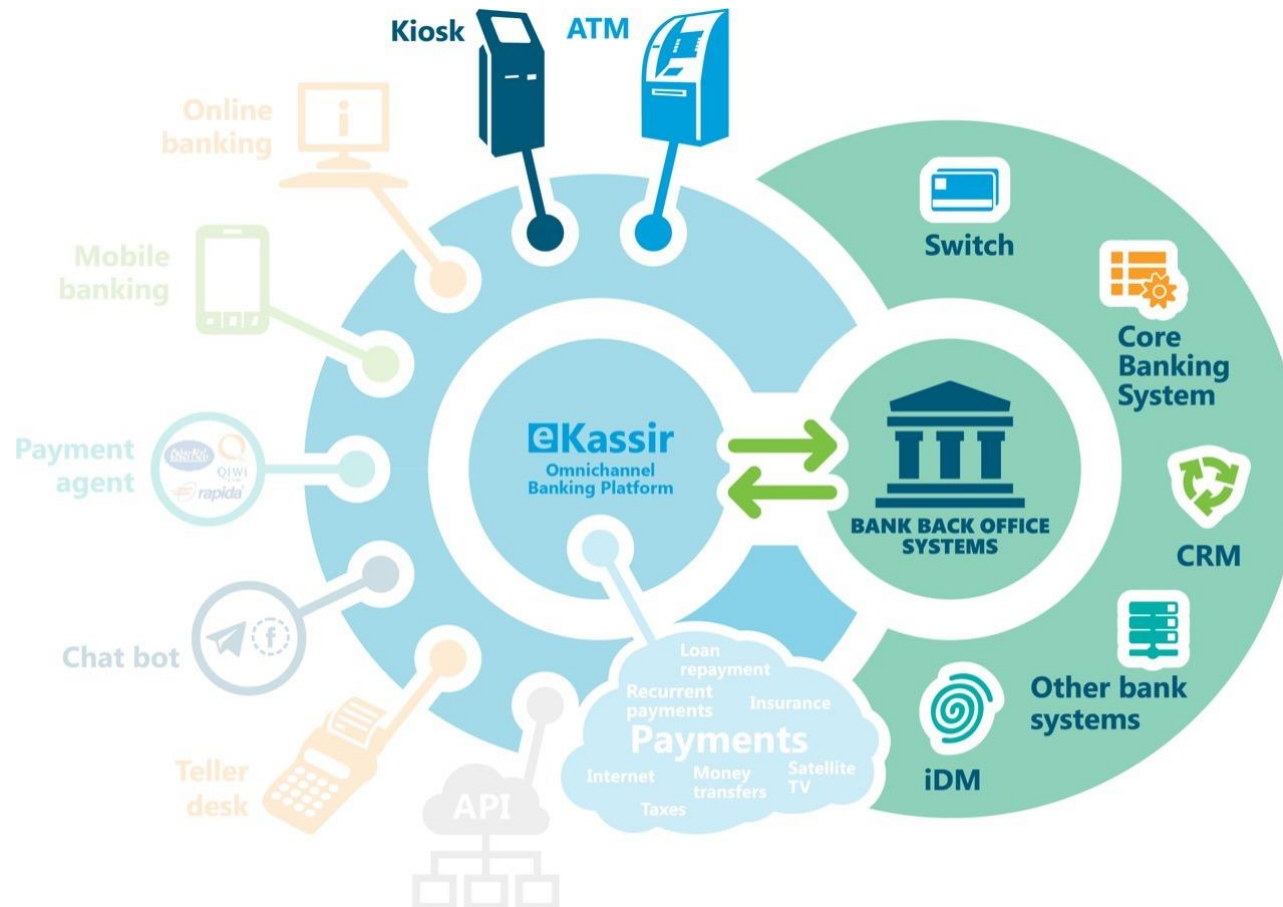 Kiosk
ATM
Online
banking
Mobile
banking
Payment
agent
QIWI
rapida
Chat bot
Teller
desk
API
eKassir
Omnichannel
Banking Platform
Loan
repayment
Recurrent
payments
Insurance
Payments
Internet
Money
transfers
Satellite
TV
Taxes
BANK BACK OFFICE
SYSTEMS
Switch
Core
Banking
System
CRM
Other bank
systems
iDM